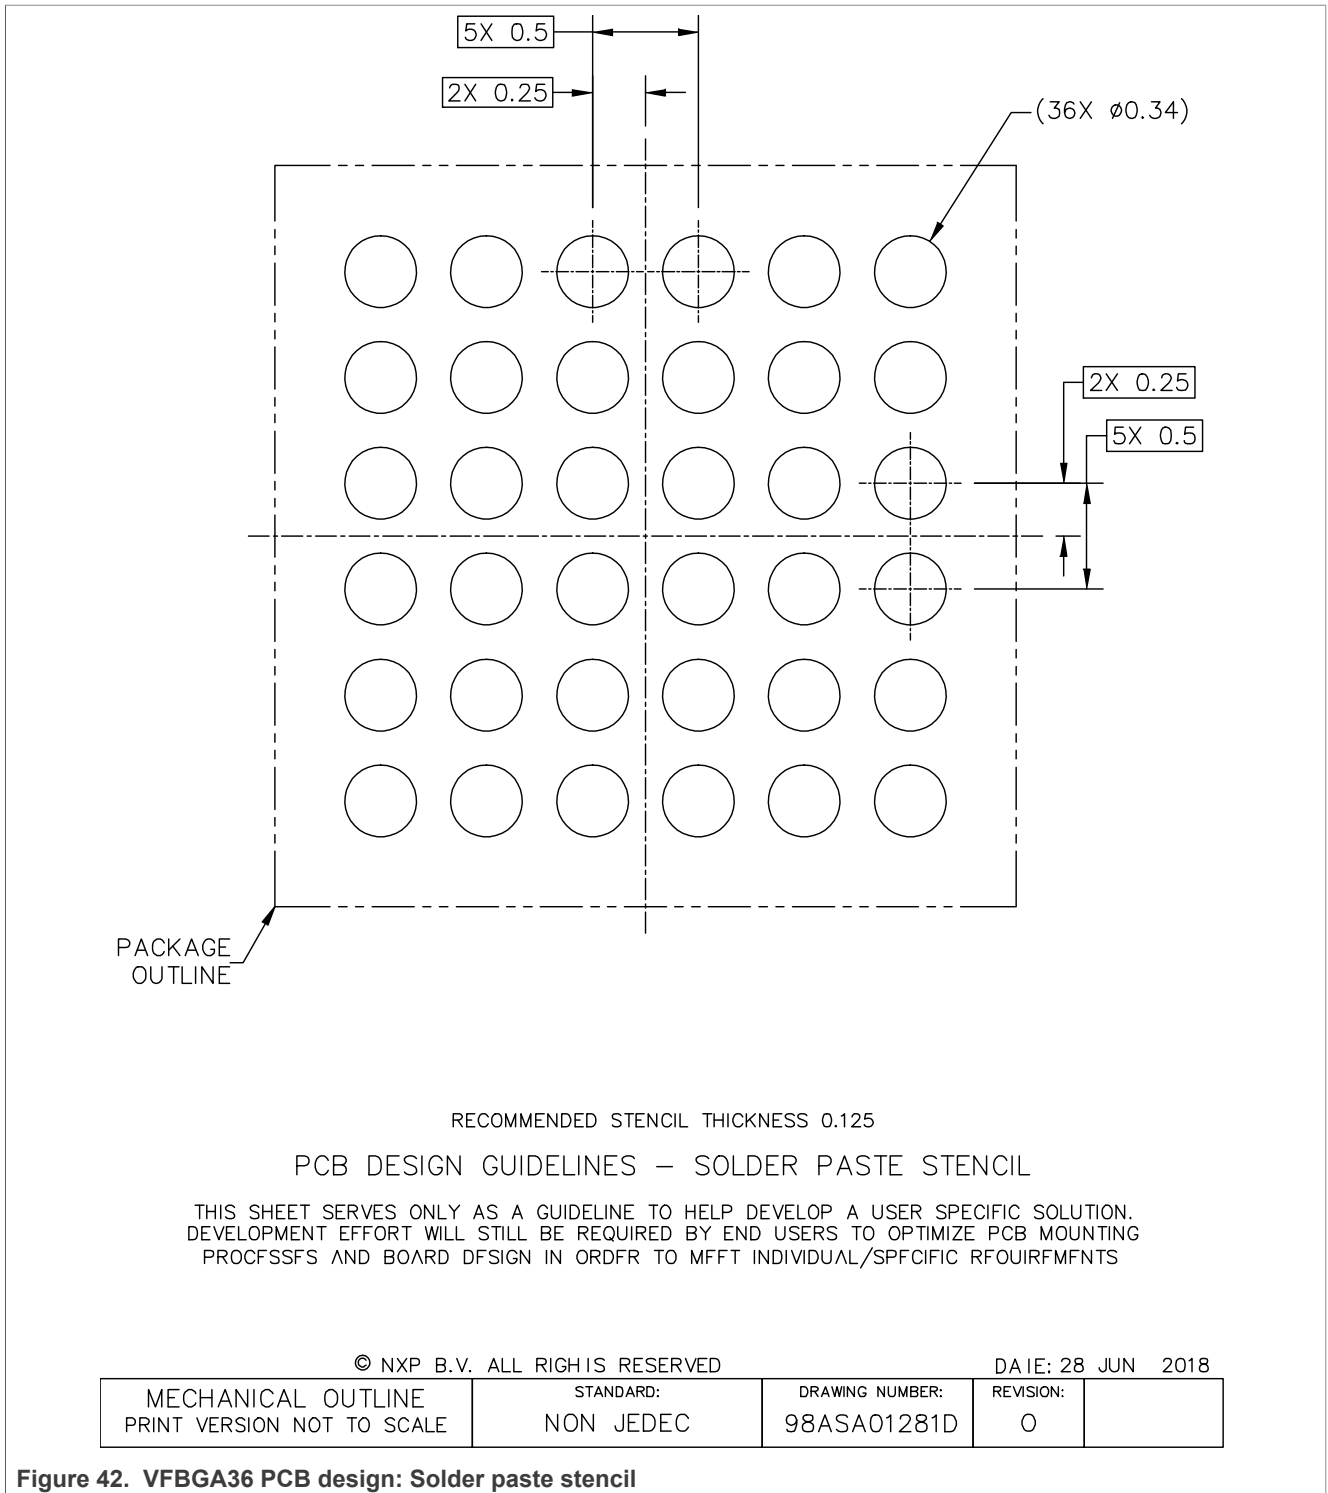 5X 0.5
2X 0.25
(36X ø0.34)
2X 0.25
5X 0.5
PACKAGE
OUTLINE
RECOMMENDED STENCIL THICKNESS 0.125
PCB DESIGN GUIDELINES – SOLDER PASTE STENCIL
THIS SHEET SERVES ONLY AS A GUIDELINE TO HELP DEVELOP A USER SPECIFIC SOLUTION.
DEVELOPMENT EFFORT WILL STILL BE REQUIRED BY END USERS TO OPTIMIZE PCB MOUNTING
PROCFSSFS AND BOARD DFSIGN IN ORDFR TO MFFT INDIVIDUAL/SPFCIFIC RFOUIRFMFNTS
© NXP B.V. ALL RIGHIS RESERVED
DAIE: 28 JUN 2018
MECHANICAL OUTLINE
PRINT VERSION NOT TO SCALE
STANDARD:
NON JEDEC
DRAWING NUMBER:
98ASA01281D
REVISION:
O
Figure 42. VFBGA36 PCB design: Solder paste stencil